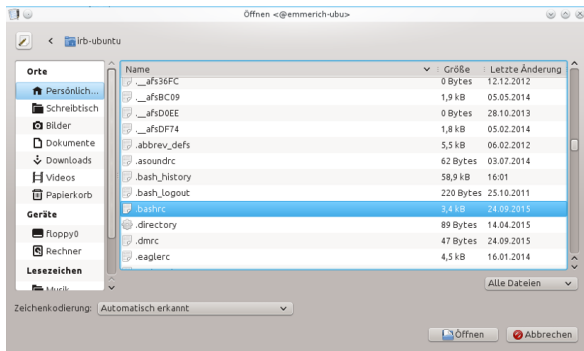 Öffnen <@emmerich-ubu>
irb-ubuntu
Orte
Persönlich...
Schreibtisch
Bilder
Dokumente
Downloads
Videos
Papierkorb
Geräte
floppy0
Rechner
Lesezeichen
Musik
Name Größe Letzte Änderung
.__afs36FC 0 Bytes 12.12.2012
.__afsBC09 1,9 kB 05.05.2014
.__afsD0EE 0 Bytes 28.10.2013
.__afsDF74 1,8 kB 05.02.2014
.abbrev_defs 5,5 kB 06.02.2012
.asoundrc 62 Bytes 03.07.2014
.bash_history 58,9 kB 16:01
.bash_logout 220 Bytes 25.10.2011
.bashrc 3,4 kB 24.09.2015
.directory 89 Bytes 14.04.2015
.dmrc 47 Bytes 24.09.2015
.eaglerc 4,5 kB 16.01.2014
Alle Dateien
Zeichenkodierung: Automatisch erkannt
Öffnen Abbrechen